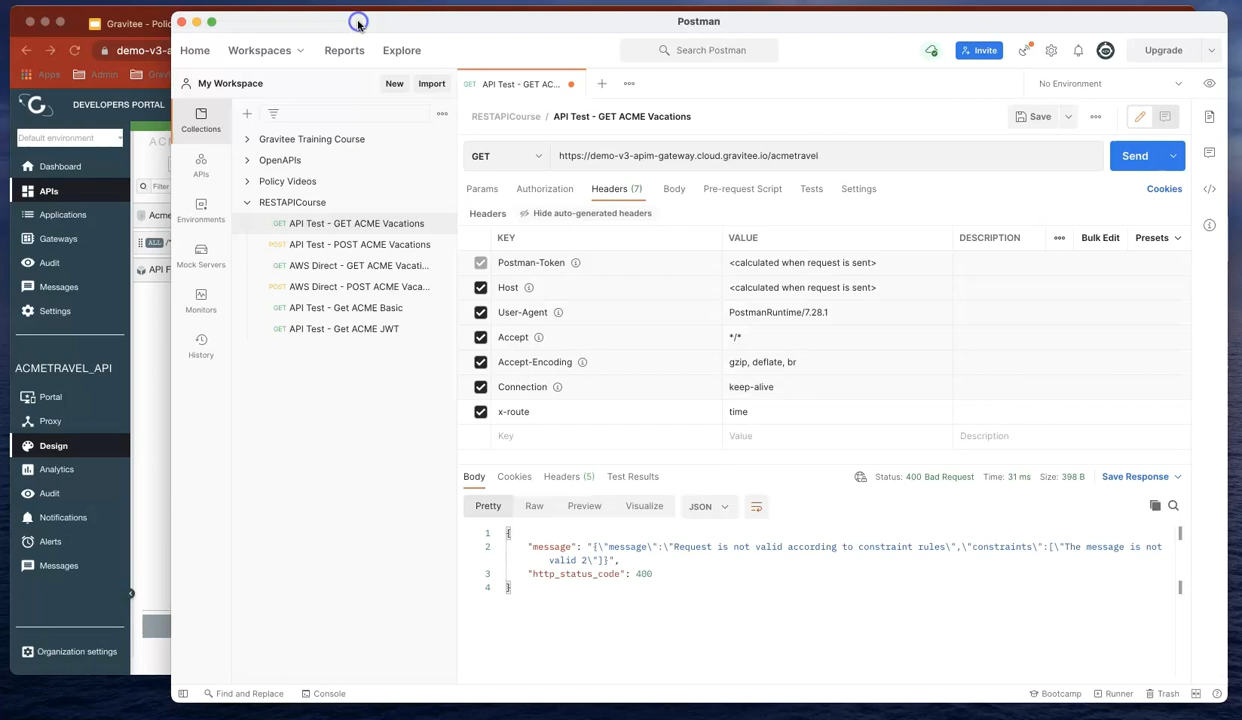 Gravitee - Polic
demo-v3-a
Apps
Admin
Grav
DEVELOPERS PORTAL
Default environment
Dashboard
APIs
Applications
Gateways
Audit
Messages
Settings
ACMETRAVEL_API
Portal
Proxy
Design
Analytics
Audit
Notifications
Alerts
Messages
Organization settings
AC
Filter
Acme
ALL
API F
Postman
Home
Workspaces
Reports
Explore
Search Postman
Invite
Upgrade
My Workspace
New
Import
GET API Test - GET AC...
No Environment
Collections
APIs
Environments
Mock Servers
Monitors
History
Gravitee Training Course
OpenAPIs
Policy Videos
RESTAPICourse
GET API Test - GET ACME Vacations
POST API Test - POST ACME Vacations
GET AWS Direct - GET ACME Vacati...
POST AWS Direct - POST ACME Vaca...
GET API Test - Get ACME Basic
GET API Test - Get ACME JWT
RESTAPICourse / API Test - GET ACME Vacations
Save
GET
https://demo-v3-apim-gateway.cloud.gravitee.io/acmetravel
Send
Params
Authorization
Headers (7)
Body
Pre-request Script
Tests
Settings
Cookies
Headers
Hide auto-generated headers
KEY
VALUE
DESCRIPTION
Bulk Edit
Presets
Postman-Token
<calculated when request is sent>
Host
<calculated when request is sent>
User-Agent
PostmanRuntime/7.28.1
Accept
*/*
Accept-Encoding
gzip, deflate, br
Connection
keep-alive
x-route
time
Key
Value
Description
Body
Cookies
Headers (5)
Test Results
Status: 400 Bad Request
Time: 31 ms
Size: 398 B
Save Response
Pretty
Raw
Preview
Visualize
JSON
1 {
2 "message": "{\"message\":\"Request is not valid according to constraint rules\",\"constraints\":[\"The message is not
valid 2\"]}",
3 "http_status_code": 400
4 }
Find and Replace
Console
Bootcamp
Runner
Trash